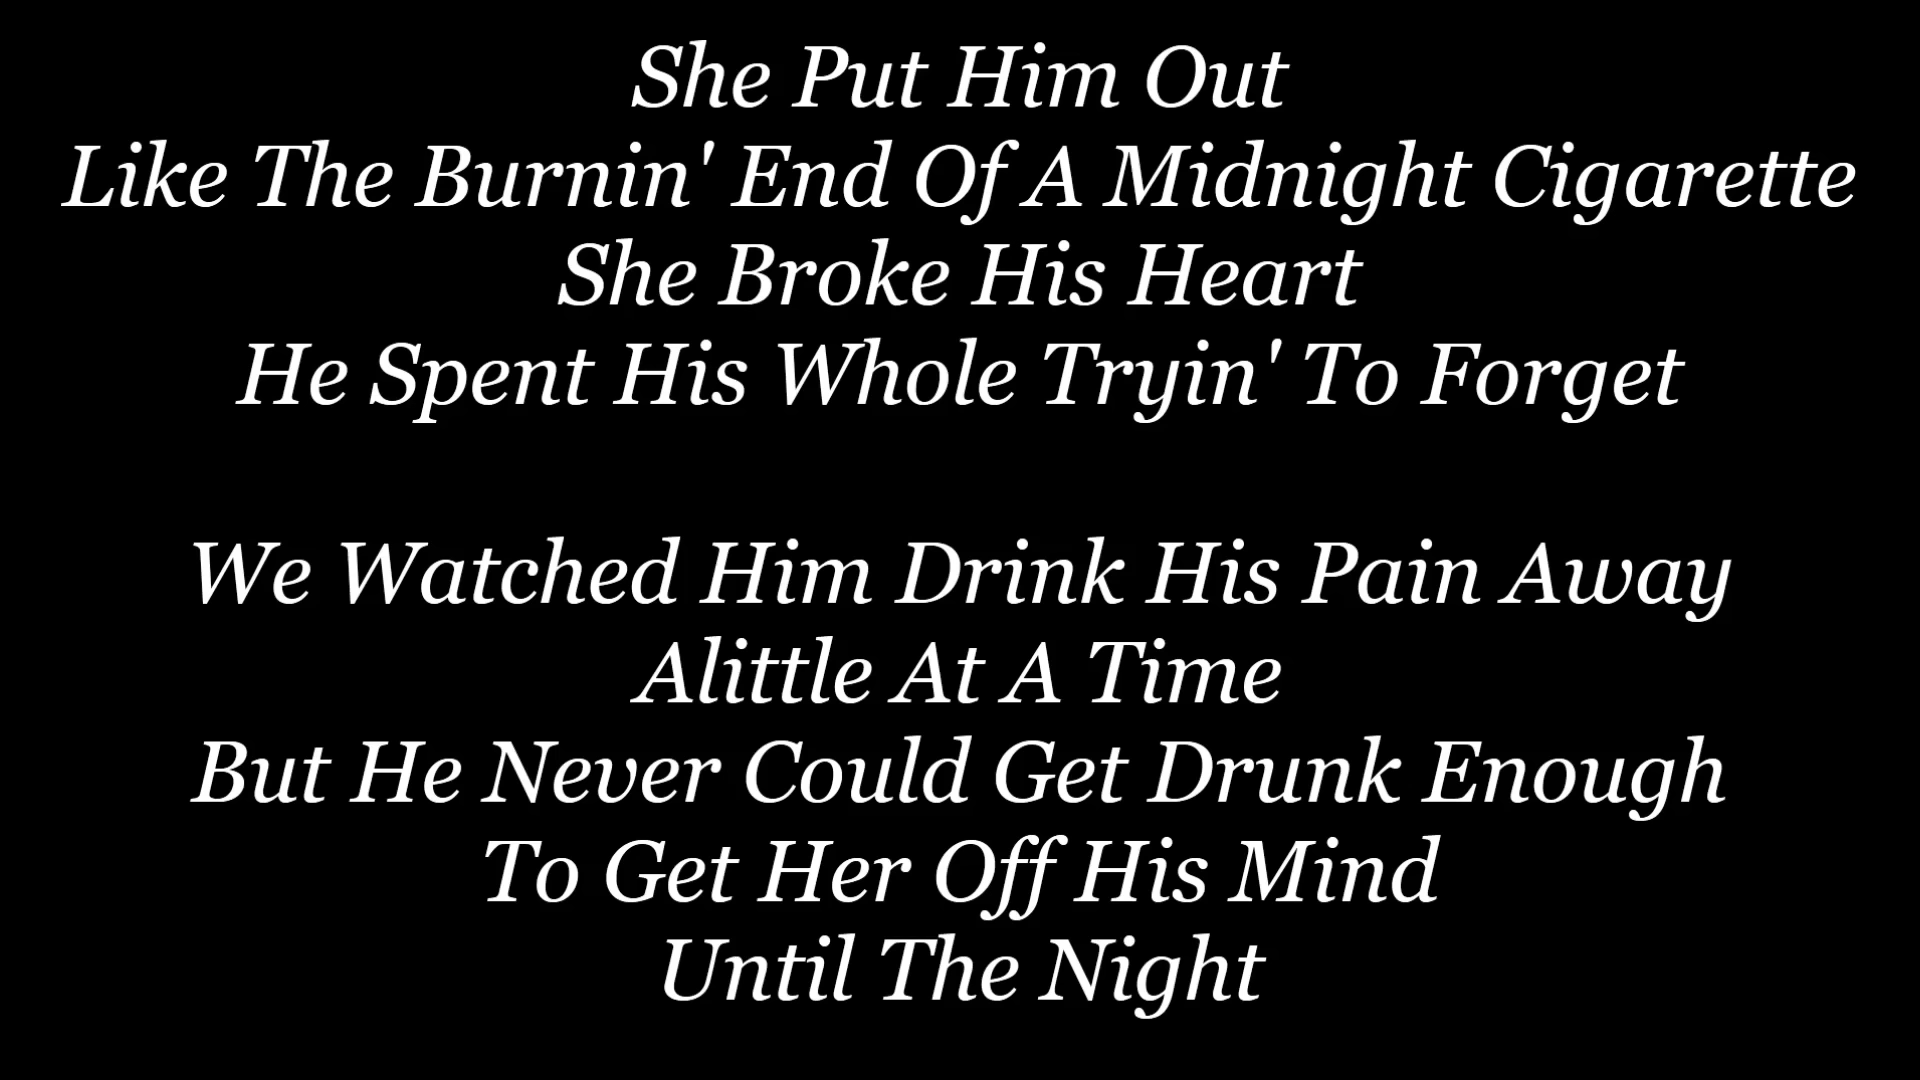 She Put Him Out
Like The Burnin' End Of A Midnight Cigarette
She Broke His Heart
He Spent His Whole Tryin' To Forget
We Watched Him Drink His Pain Away
Alittle At A Time
But He Never Could Get Drunk Enough
To Get Her Off His Mind
Until The Night